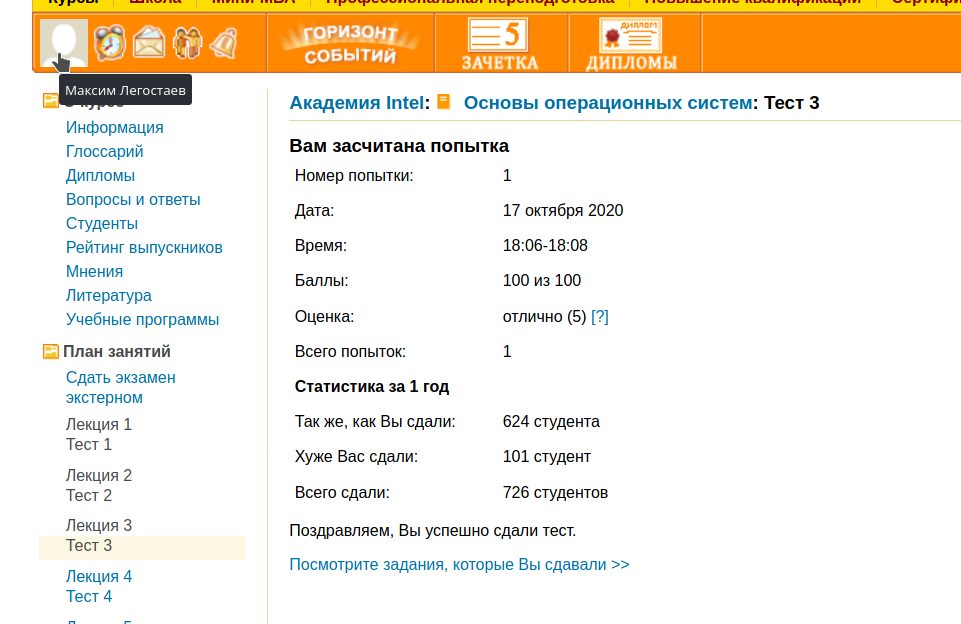 Курсы Школа Мини-МБА Профессиональная переподготовка Повышение квалификации
ГОРИЗОНТ
СОБЫТИЙ
5
ЗАЧЕТКА
ДИПЛОМ
ДИПЛОМЫ
Максим Легостаев
О курсе
Информация
Глоссарий
Дипломы
Вопросы и ответы
Студенты
Рейтинг выпускников
Мнения
Литература
Учебные программы
План занятий
Сдать экзамен
экстерном
Лекция 1
Тест 1
Лекция 2
Тест 2
Лекция 3
Тест 3
Лекция 4
Тест 4
Академия Intel: Основы операционных систем: Тест 3
Вам засчитана попытка
Номер попытки: 1
Дата: 17 октября 2020
Время: 18:06-18:08
Баллы: 100 из 100
Оценка: отлично (5) [?]
Всего попыток: 1
Статистика за 1 год
Так же, как Вы сдали: 624 студента
Хуже Вас сдали: 101 студент
Всего сдали: 726 студентов
Поздравляем, Вы успешно сдали тест.
Посмотрите задания, которые Вы сдавали >>